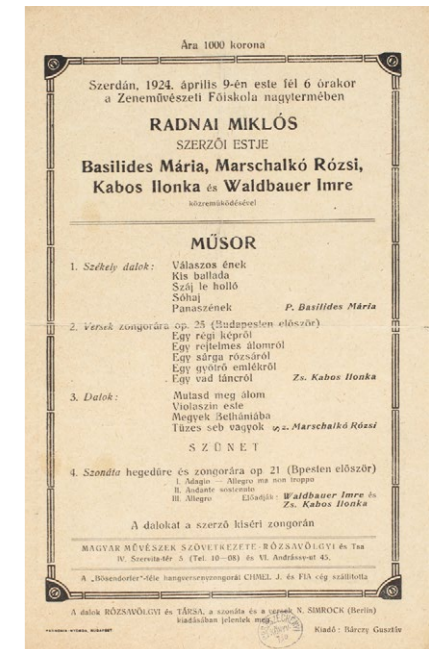 Ára 1000 korona
Szerdán, 1924. április 9-én este fél 6 órakor
a Zeneművészeti Főiskola nagytermében
RADNAI MIKLÓS
SZERZŐI ESTJE
Basilides Mária, Marschalkó Rózsi,
Kabos Ilonka és Waldbauer Imre
közreműködésével
MŰSOR
1. Székely dalok: Válaszos ének
Kis ballada
Száj le holló
Sóhaj
Panaszének P. Basilides Mária
2. Versek zongorára op. 25 (Budapesten először)
Egy régi képről
Egy rejtelmes álomról
Egy sárga rózsáról
Egy gyötrő emlékről
Egy vad táncról Zs. Kabos Ilonka
3. Dalok: Mutasd meg álom
Violaszín este
Megyek Bethániába
Tüzes seb vagyok Marschalkó Rózsi
SZÜNET
4. Szonáta hegedűre és zongorára op 21 (Bpesten először)
I. Adagio — Allegro ma non troppo
II. Andante sostenuto
III. Allegro Előadják: Waldbauer Imre és
Zs. Kabos Ilonka
A dalokat a szerző kiséri zongorán
MAGYAR MŰVÉSZEK SZÖVETKEZETE-RÓZSAVÖLGYI és Tsa
IV. Szervita-tér 5 (Tel. 10—08) és VI. Andrássy-ut 45.
A „Bösendorfer"-féle hangversenyzongorát CHMEL J. és FIA cég szállította
A dalok RÓZSAVÖLGYI és TÁRSA, a szonáta és a versek N. SIMROCK (Berlin)
kiadásában jelentek meg
Kiadó: Bárczy Gusztáv